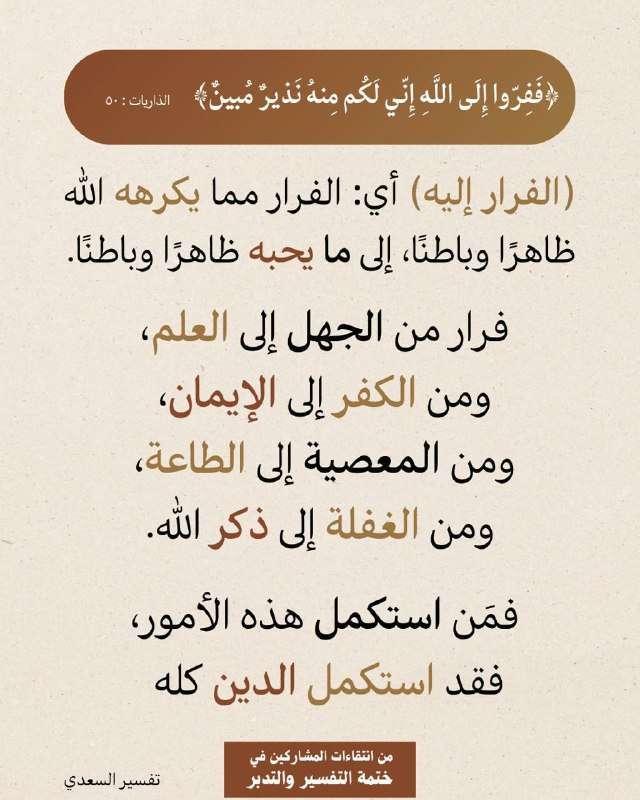 ﴿فَفِرّوا إِلَى اللَّهِ إِنّي لَكُم مِنهُ نَذيرٌ مُبينٌ﴾ الذاريات : ٥٠
(الفرار إليه) أي: الفرار مما يكرهه الله
ظاهرًا وباطنًا، إلى ما يحبه ظاهرًا وباطنًا.
فرار من الجهل إلى العلم،
ومن الكفر إلى الإيمان،
ومن المعصية إلى الطاعة،
ومن الغفلة إلى ذكر الله.
فمَن استكمل هذه الأمور،
فقد استكمل الدين كله
من انتقاءات المشاركين في
ختمة التفسير والتدبر
تفسير السعدي